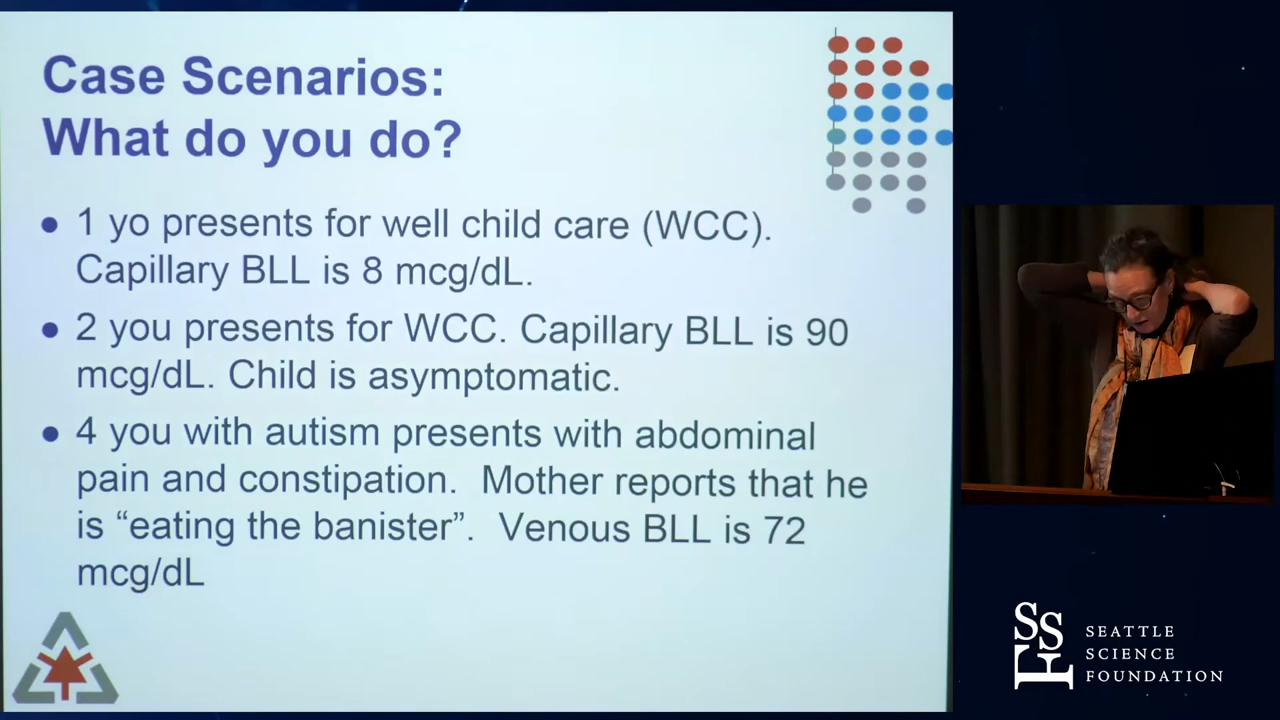 Case Scenarios:
What do you do?
• 1 yo presents for well child care (WCC).
Capillary BLL is 8 mcg/dL.
• 2 you presents for WCC. Capillary BLL is 90
mcg/dL. Child is asymptomatic.
• 4 you with autism presents with abdominal
pain and constipation. Mother reports that he
is “eating the banister”. Venous BLL is 72
mcg/dL
SSF
SEATTLE
SCIENCE
FOUNDATION